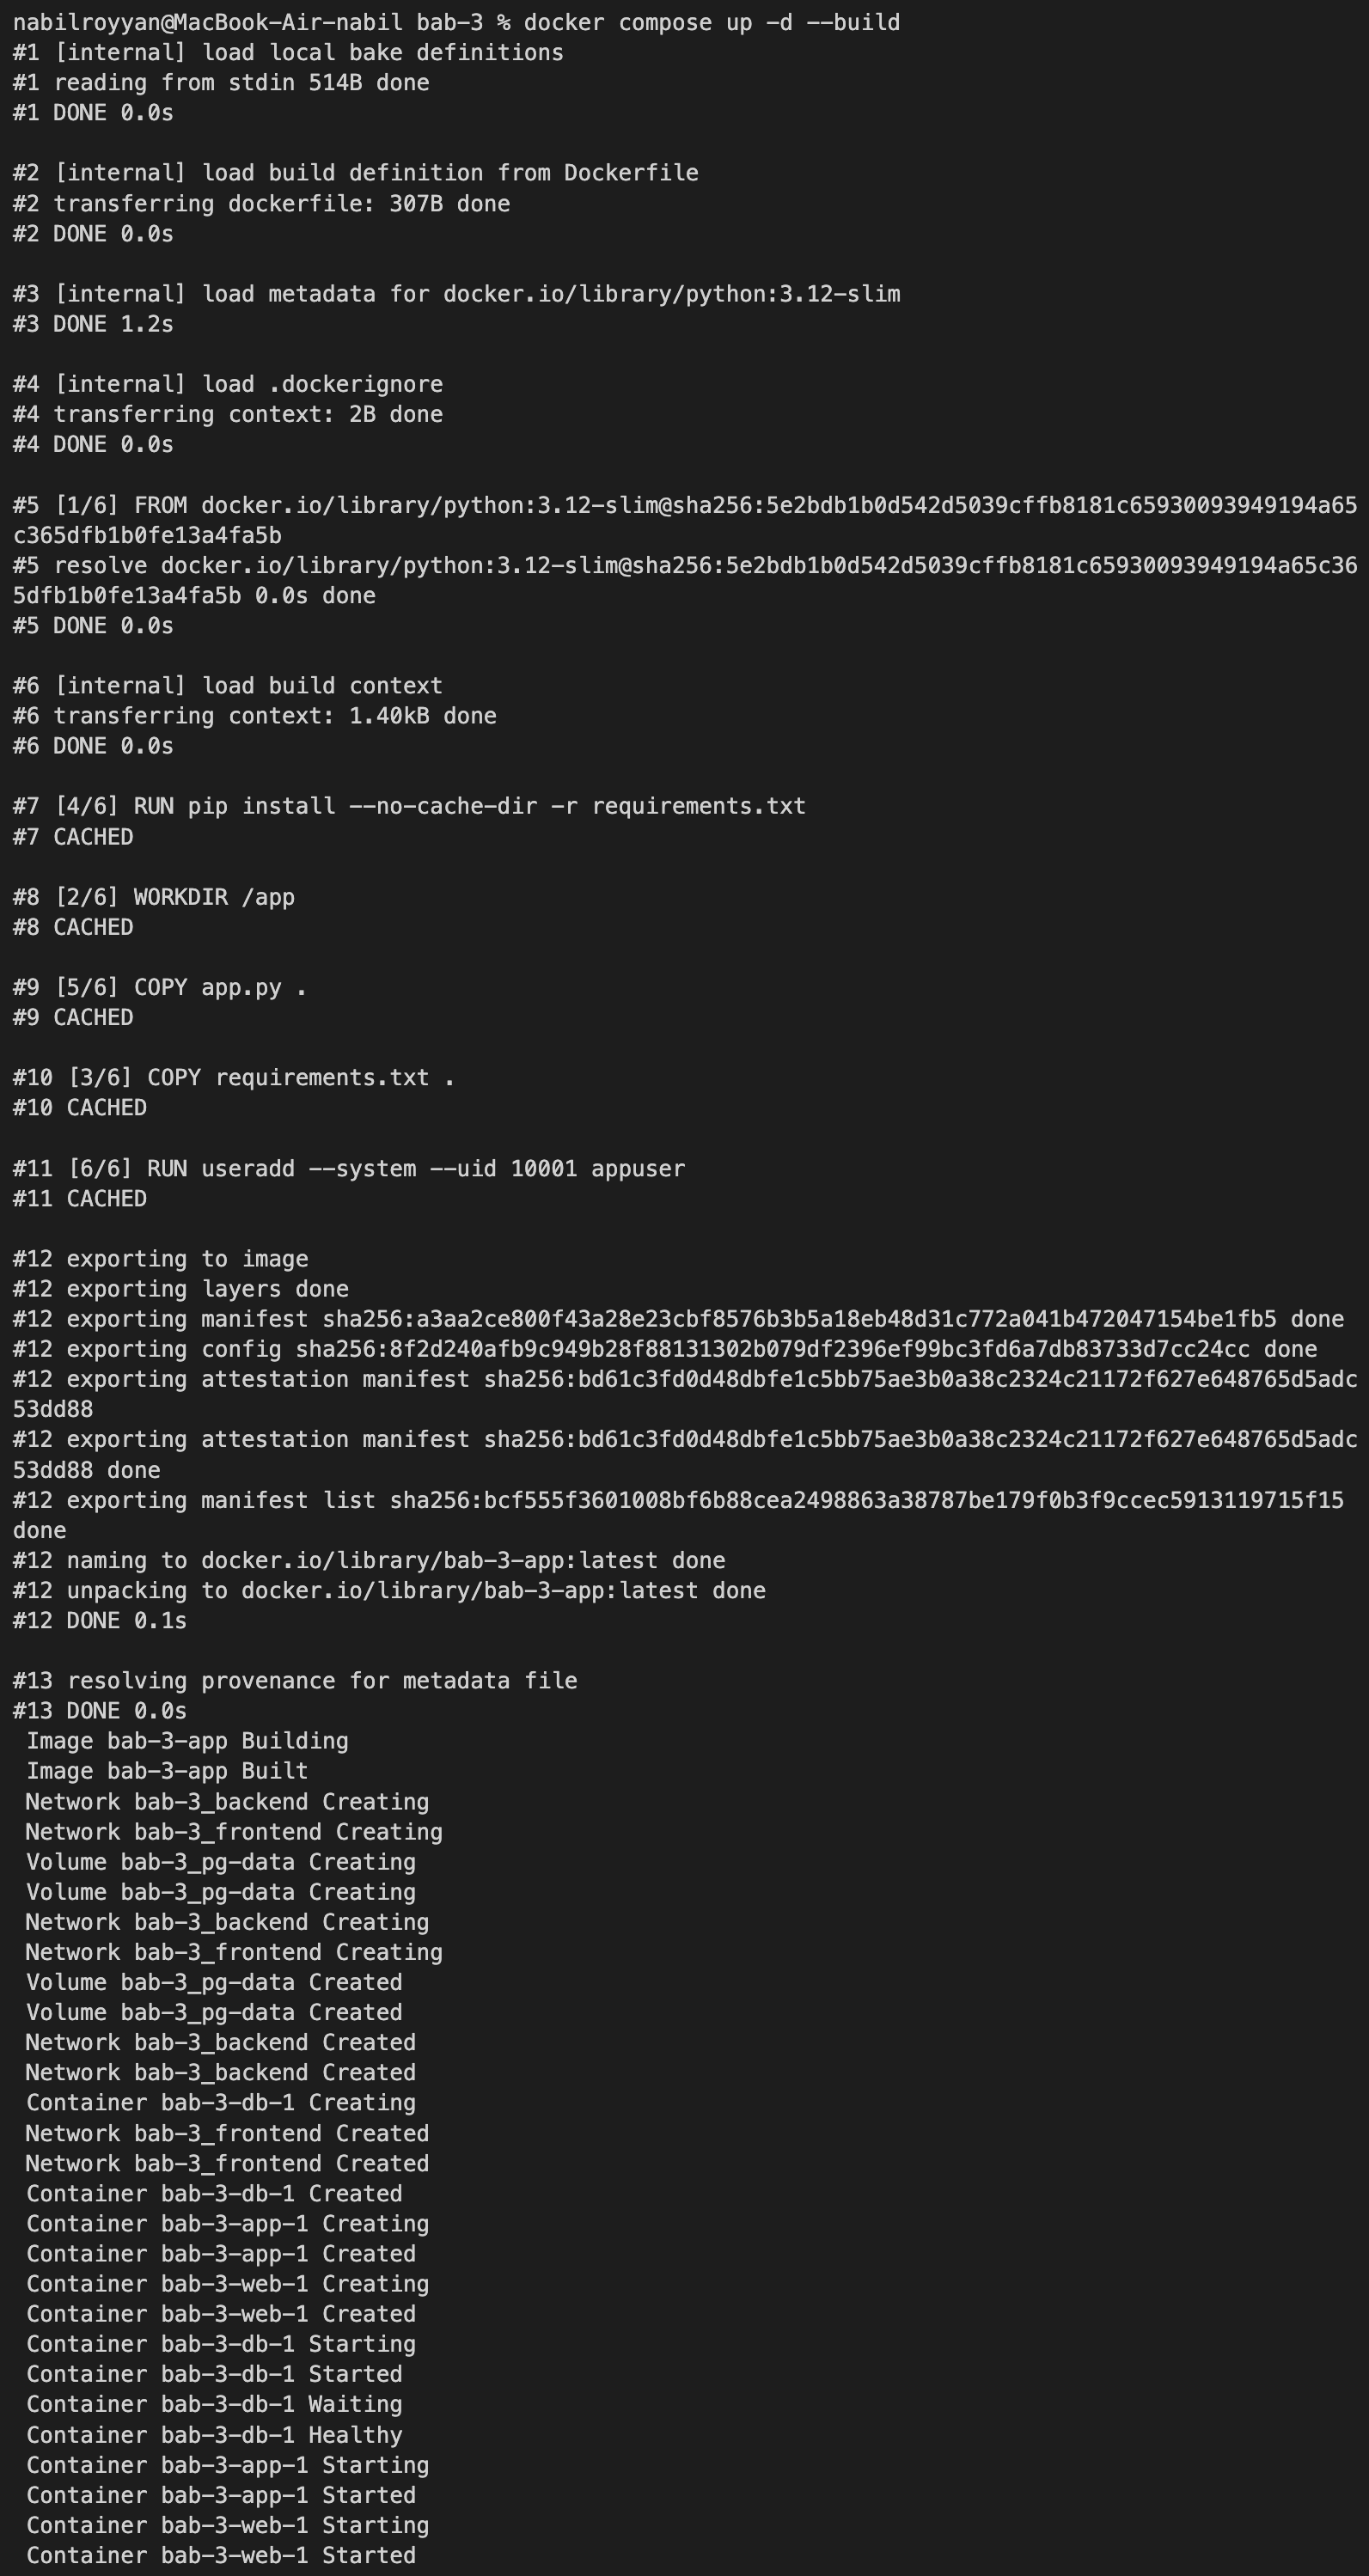 nabilroyyan@MacBook-Air-nabil bab-3 % docker compose up -d --build
#1 [internal] load local bake definitions
#1 reading from stdin 514B done
#1 DONE 0.0s
#2 [internal] load build definition from Dockerfile
#2 transferring dockerfile: 307B done
#2 DONE 0.0s
#3 [internal] load metadata for docker.io/library/python:3.12-slim
#3 DONE 1.2s
#4 [internal] load .dockerignore
#4 transferring context: 2B done
#4 DONE 0.0s
#5 [1/6] FROM docker.io/library/python:3.12-slim@sha256:5e2bdb1b0d542d5039cffb8181c65930093949194a65
c365dfb1b0fe13a4fa5b
#5 resolve docker.io/library/python:3.12-slim@sha256:5e2bdb1b0d542d5039cffb8181c65930093949194a65c36
5dfb1b0fe13a4fa5b 0.0s done
#5 DONE 0.0s
#6 [internal] load build context
#6 transferring context: 1.40kB done
#6 DONE 0.0s
#7 [4/6] RUN pip install --no-cache-dir -r requirements.txt
#7 CACHED
#8 [2/6] WORKDIR /app
#8 CACHED
#9 [5/6] COPY app.py .
#9 CACHED
#10 [3/6] COPY requirements.txt .
#10 CACHED
#11 [6/6] RUN useradd --system --uid 10001 appuser
#11 CACHED
#12 exporting to image
#12 exporting layers done
#12 exporting manifest sha256:a3aa2ce800f43a28e23cbf8576b3b5a18eb48d31c772a041b472047154be1fb5 done
#12 exporting config sha256:8f2d240afb9c949b28f88131302b079df2396ef99bc3fd6a7db83733d7cc24cc done
#12 exporting attestation manifest sha256:bd61c3fd0d48dbfe1c5bb75ae3b0a38c2324c21172f627e648765d5adc
53dd88
#12 exporting attestation manifest sha256:bd61c3fd0d48dbfe1c5bb75ae3b0a38c2324c21172f627e648765d5adc
53dd88 done
#12 exporting manifest list sha256:bcf555f3601008bf6b88cea2498863a38787be179f0b3f9ccec5913119715f15
done
#12 naming to docker.io/library/bab-3-app:latest done
#12 unpacking to docker.io/library/bab-3-app:latest done
#12 DONE 0.1s
#13 resolving provenance for metadata file
#13 DONE 0.0s
Image bab-3-app Building
Image bab-3-app Built
Network bab-3_backend Creating
Network bab-3_frontend Creating
Volume bab-3_pg-data Creating
Volume bab-3_pg-data Creating
Network bab-3_backend Creating
Network bab-3_frontend Creating
Volume bab-3_pg-data Created
Volume bab-3_pg-data Created
Network bab-3_backend Created
Network bab-3_backend Created
Container bab-3-db-1 Creating
Network bab-3_frontend Created
Network bab-3_frontend Created
Container bab-3-db-1 Created
Container bab-3-app-1 Creating
Container bab-3-app-1 Created
Container bab-3-web-1 Creating
Container bab-3-web-1 Created
Container bab-3-db-1 Starting
Container bab-3-db-1 Started
Container bab-3-db-1 Waiting
Container bab-3-db-1 Healthy
Container bab-3-app-1 Starting
Container bab-3-app-1 Started
Container bab-3-web-1 Starting
Container bab-3-web-1 Started